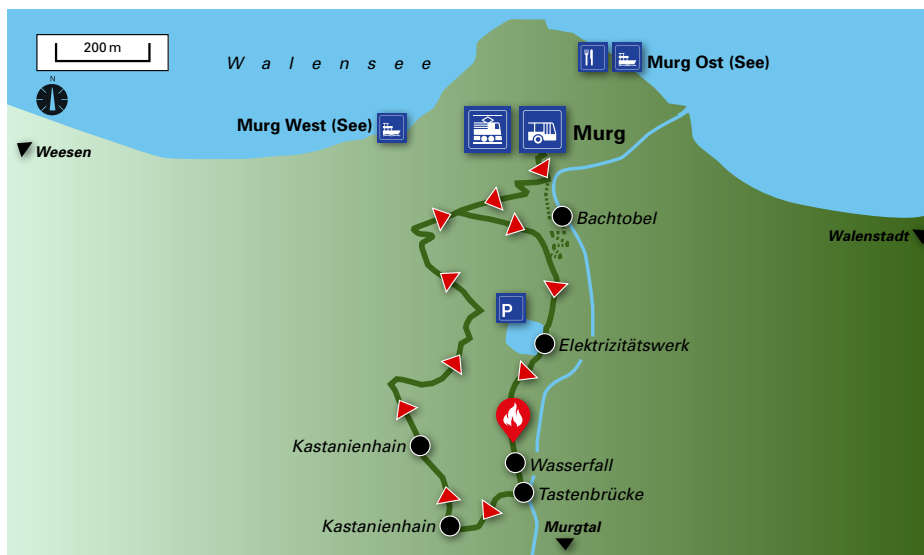 200 m
N
W a l e n s e e
Murg Ost (See)
Murg West (See)
Murg
Weesen
Bachtobel
Walenstadt
P
Elektrizitätswerk
Kastanienhain
Wasserfall
Tastenbrücke
Kastanienhain
Murgtal